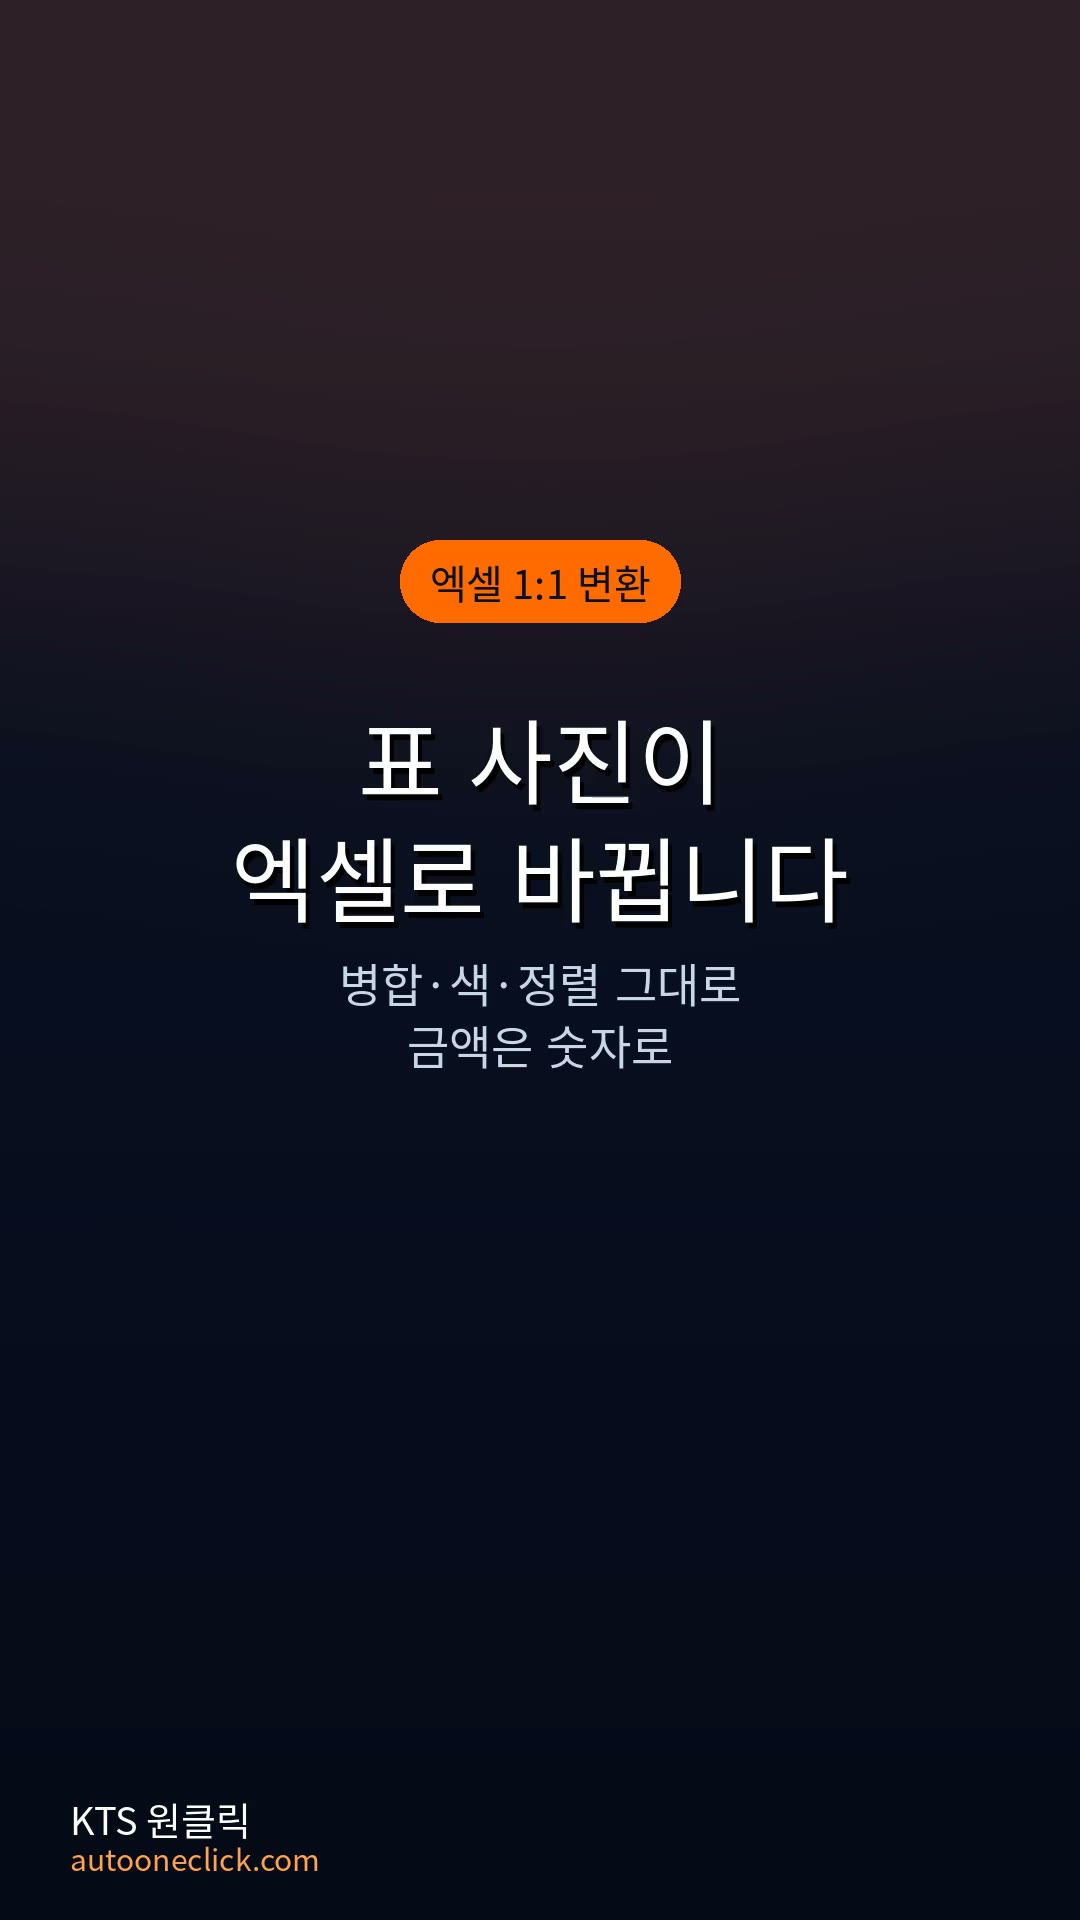 엑셀 1:1 변환
표 사진이
엑셀로 바뀝니다
병합·색·정렬 그대로
금액은 숫자로
KTS 원클릭
autooneclick.com